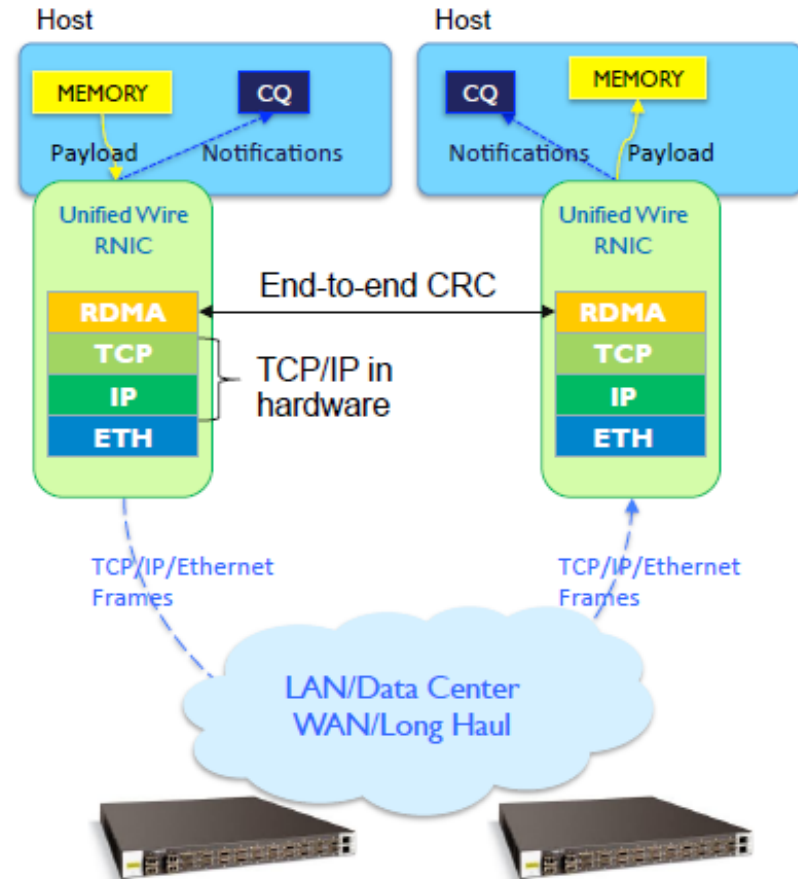 Host
Host
MEMORY
CQ
Payload
Notifications
CQ
MEMORY
Notifications
Payload
Unified Wire
RNIC
Unified Wire
RNIC
End-to-end CRC
RDMA
TCP
IP
ETH
TCP/IP in
hardware
RDMA
TCP
IP
ETH
TCP/IP/Ethernet
Frames
TCP/IP/Ethernet
Frames
LAN/Data Center
WAN/Long Haul